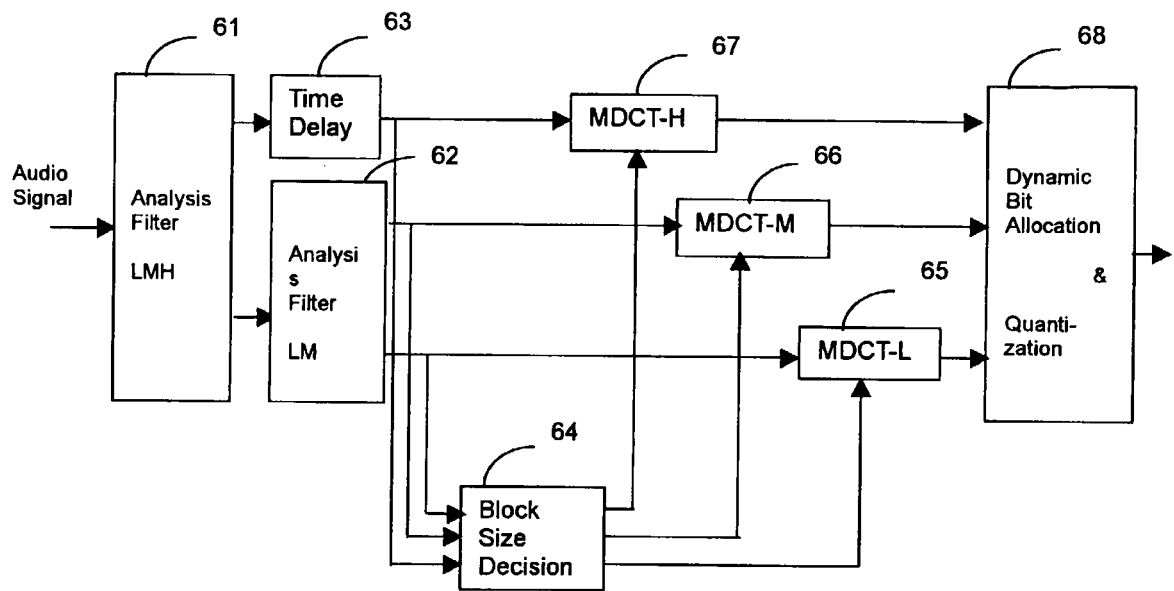 61
63
67
68
Time
Delay
MDCT-H
62
66
Audio
Signal
Analysis
Filter
LMH
Analysi
s
Filter
LM
MDCT-M
Dynamic
Bit
Allocation
&
Quanti-
zation
65
MDCT-L
64
Block
Size
Decision